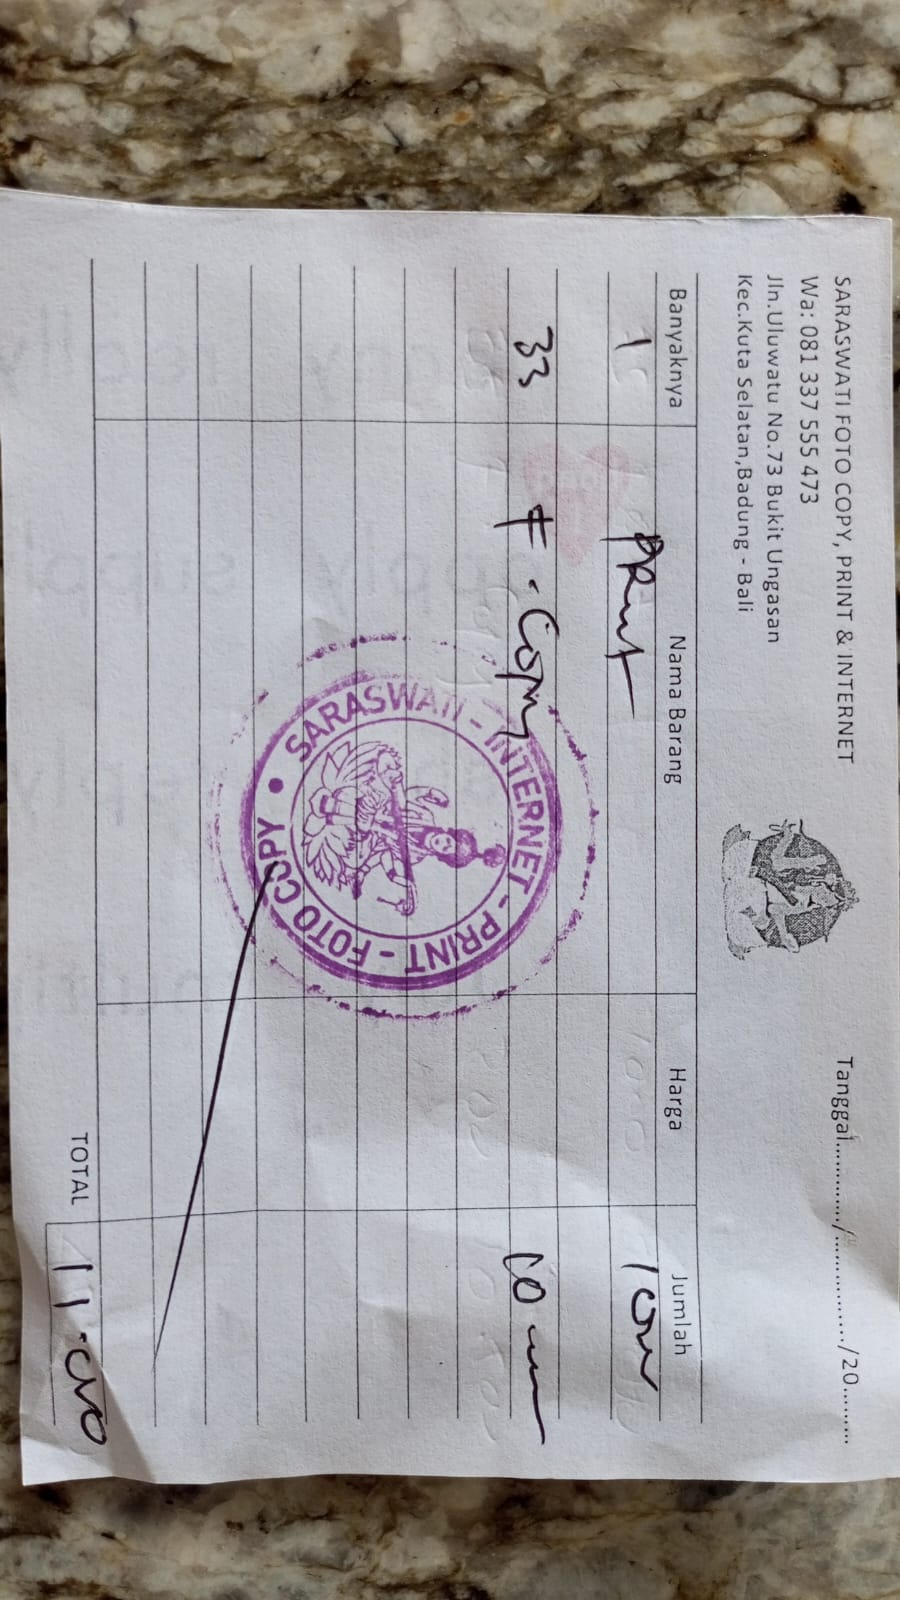 SARASWATI FOTO COPY, PRINT & INTERNET
Wa: 081 337 555 473
Jln.Uluwatu No.73 Bukit Ungasan
Kec.Kuta Selatan,Badung - Bali
Tanggal............/................/20.........
Banyaknya Nama Barang Harga Jumlah
1 PRint 1000
33 F.Copy 10 000
SARASWATI - INTERNET - PRINT - FOTO COPY
TOTAL 11.000